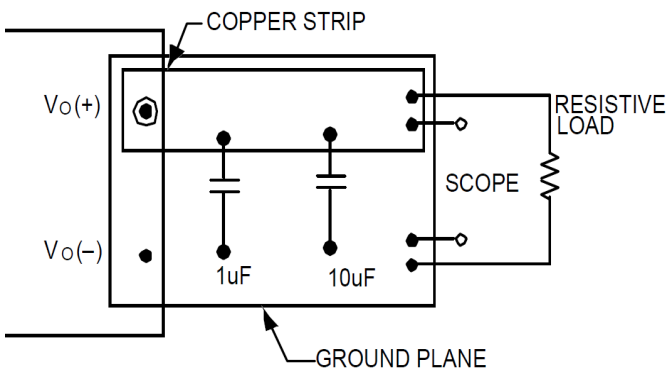 COPPER STRIP
VO(+)
RESISTIVE
LOAD
SCOPE
VO(–)
1uF
10uF
GROUND PLANE